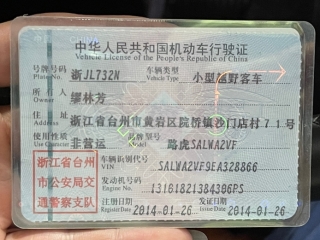 中华人民共和国机动车行驶证
Vehicle License of the People's Republic of China
号牌号码 Plate No. 浙JL732N 车辆类型 Vehicle Type 小型越野客车
所有人 Owner 缪林芳
住址 Address 浙江省台州市黄岩区院桥镇沙门店村71号
使用性质 Use Character 非营运 品牌型号 Model 路虎SALWA2VF
浙江省台州市公安局交通警察支队
车辆识别代号 VIN SALWA2VF9EA328866
发动机号码 Engine No. 13161821384306PS
注册日期 Register Date 2014-01-26 发证日期 Issue Date 2014-01-26